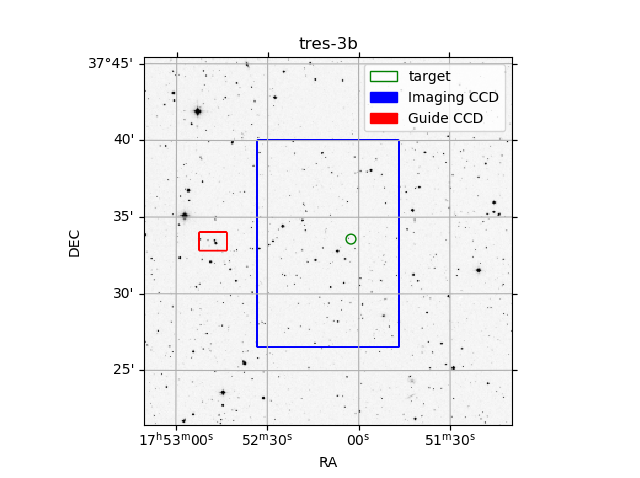 tres-3b
target
Imaging CCD
Guide CCD
37°45'
40'
35'
30'
25'
DEC
17ʰ53ᵐ00ˢ
52ᵐ30ˢ
00ˢ
51ᵐ30ˢ
RA